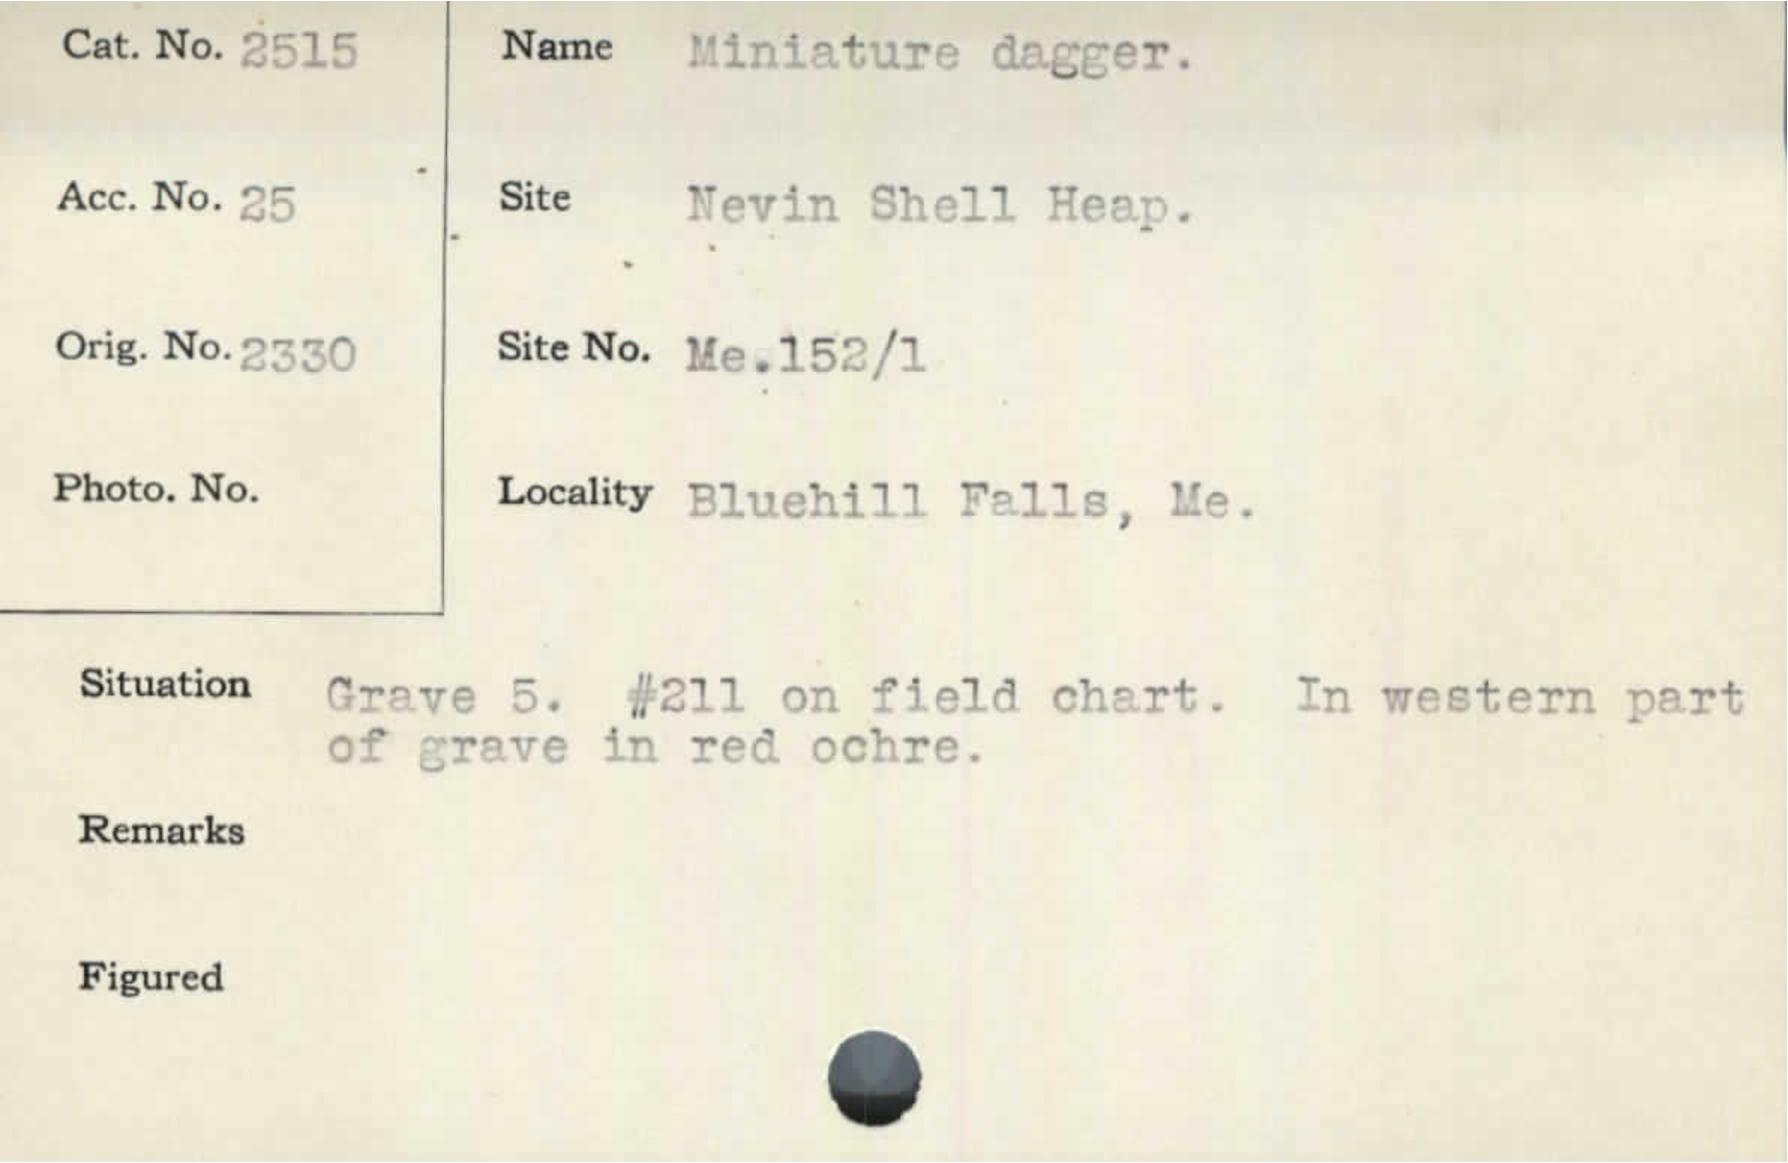 Cat. No. 2515 Name Miniature dagger.
Acc. No. 25 Site Nevin Shell Heap.
Orig. No. 2330 Site No. Me.152/1
Photo. No. Locality Bluehill Falls, Me.
Situation Grave 5. #211 on field chart. In western part
of grave in red ochre.
Remarks
Figured